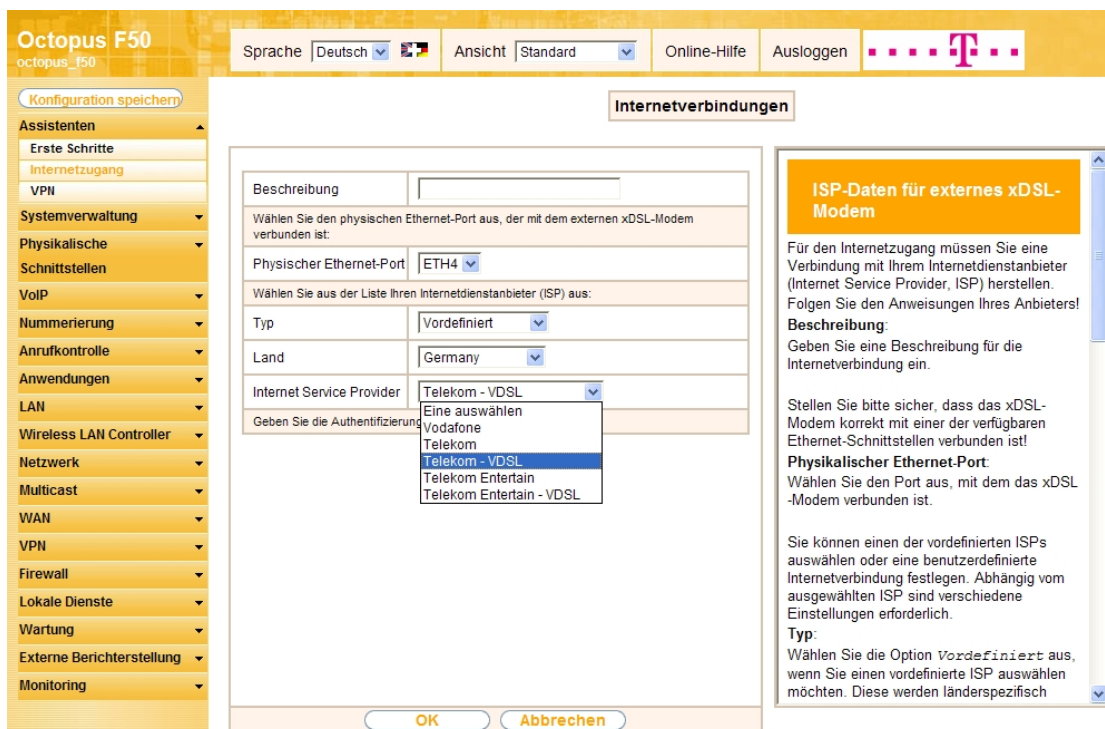 Octopus F50
octopus_f50
Sprache Deutsch Ansicht Standard Online-Hilfe Ausloggen
T
Konfiguration speichern
Assistenten
Erste Schritte
Internetzugang
VPN
Systemverwaltung
Physikalische
Schnittstellen
VoIP
Nummerierung
Anrufkontrolle
Anwendungen
LAN
Wireless LAN Controller
Netzwerk
Multicast
WAN
VPN
Firewall
Lokale Dienste
Wartung
Externe Berichterstellung
Monitoring
Internetverbindungen
Beschreibung
Wählen Sie den physischen Ethernet-Port aus, der mit dem externen xDSL-Modem
verbunden ist:
Physischer Ethernet-Port ETH4
Wählen Sie aus der Liste Ihren Internetdienstanbieter (ISP) aus:
Typ Vordefiniert
Land Germany
Internet Service Provider Telekom - VDSL
Geben Sie die Authentifizierun
Eine auswählen
Vodafone
Telekom
Telekom - VDSL
Telekom Entertain
Telekom Entertain - VDSL
OK Abbrechen
ISP-Daten für externes xDSL-
Modem
Für den Internetzugang müssen Sie eine
Verbindung mit Ihrem Internetdienstanbieter
(Internet Service Provider, ISP) herstellen.
Folgen Sie den Anweisungen Ihres Anbieters!
Beschreibung:
Geben Sie eine Beschreibung für die
Internetverbindung ein.
Stellen Sie bitte sicher, dass das xDSL-
Modem korrekt mit einer der verfügbaren
Ethernet-Schnittstellen verbunden ist!
Physikalischer Ethernet-Port:
Wählen Sie den Port aus, mit dem das xDSL
-Modem verbunden ist.
Sie können einen der vordefinierten ISPs
auswählen oder eine benutzerdefinierte
Internetverbindung festlegen. Abhängig vom
ausgewählten ISP sind verschiedene
Einstellungen erforderlich.
Typ:
Wählen Sie die Option Vordefiniert aus,
wenn Sie einen vordefinierte ISP auswählen
möchten. Diese werden länderspezifisch